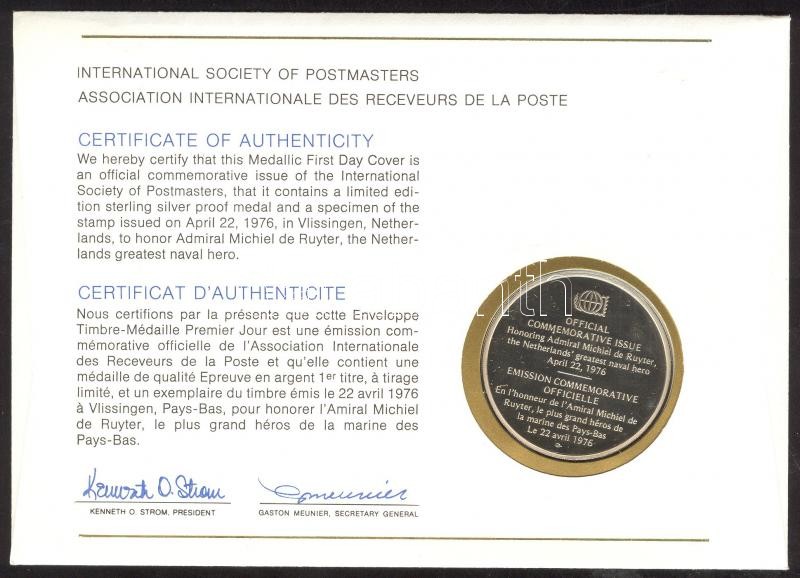 INTERNATIONAL SOCIETY OF POSTMASTERS
ASSOCIATION INTERNATIONALE DES RECEVEURS DE LA POSTE
CERTIFICATE OF AUTHENTICITY
We hereby certify that this Medallic First Day Cover is
an official commemorative issue of the International
Society of Postmasters, that it contains a limited edi-
tion sterling silver proof medal and a specimen of the
stamp issued on April 22, 1976, in Vlissingen, Nether-
lands, to honor Admiral Michiel de Ruyter, the Nether-
lands greatest naval hero.
CERTIFICAT D'AUTHENTICITE
Nous certifions par la présente que cette Enveloppe
Timbre-Médaille Premier Jour est une émission com-
mémorative officielle de l'Association Internationale
des Receveurs de la Poste et qu'elle contient une
médaille de qualité Epreuve en argent 1er titre, à tirage
limité, et un exemplaire du timbre émis le 22 avril 1976
à Vlissingen, Pays-Bas, pour honorer l'Amiral Michiel
de Ruyter, le plus grand héros de la marine des
Pays-Bas.
Kenneth O. Strom
KENNETH O. STROM, PRESIDENT
GMeunier
GASTON MEUNIER, SECRETARY GENERAL
OFFICIAL
COMMEMORATIVE ISSUE
Honoring Admiral Michiel de Ruyter,
the Netherlands' greatest naval hero
April 22, 1976
EMISSION COMMEMORATIVE
OFFICIELLE
En l'honneur de l'Amiral Michiel de
Ruyter, le plus grand héros de
la marine des Pays-Bas
Le 22 avril 1976